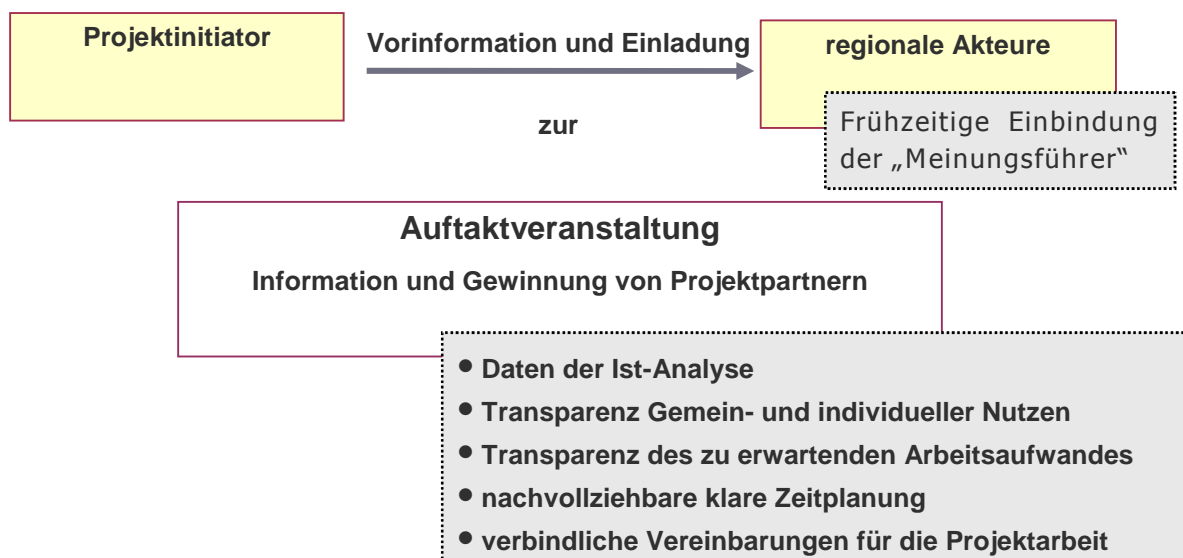 Projektinitiator
Vorinformation und Einladung
regionale Akteure
zur
Frühzeitige Einbindung
der „Meinungsführer“
Auftaktveranstaltung
Information und Gewinnung von Projektpartnern
• Daten der Ist-Analyse
• Transparenz Gemein- und individueller Nutzen
• Transparenz des zu erwartenden Arbeitsaufwandes
• nachvollziehbare klare Zeitplanung
• verbindliche Vereinbarungen für die Projektarbeit